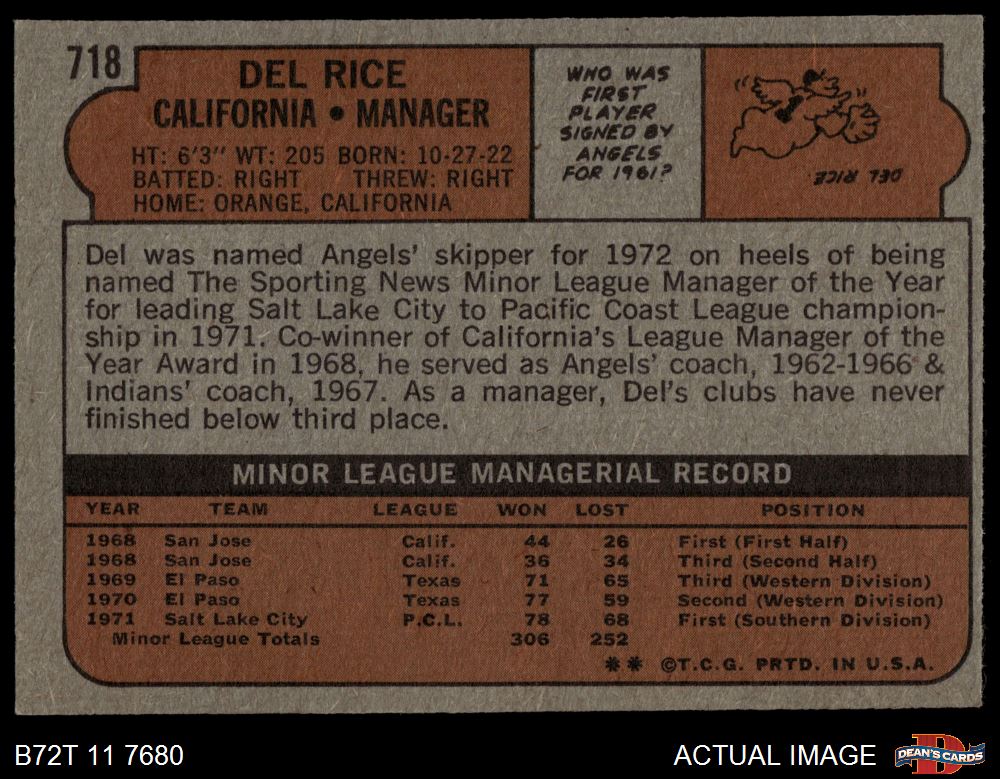 718
DEL RICE
CALIFORNIA • MANAGER
HT: 6'3" WT: 205 BORN: 10-27-22
BATTED: RIGHT THREW: RIGHT
HOME: ORANGE, CALIFORNIA
WHO WAS
FIRST
PLAYER
SIGNED BY
ANGELS
FOR 1961?
DEL RICE
Del was named Angels' skipper for 1972 on heels of being
named The Sporting News Minor League Manager of the Year
for leading Salt Lake City to Pacific Coast League champion-
ship in 1971. Co-winner of California's League Manager of the
Year Award in 1968, he served as Angels' coach, 1962-1966 &
Indians' coach, 1967. As a manager, Del's clubs have never
finished below third place.
MINOR LEAGUE MANAGERIAL RECORD
YEAR TEAM LEAGUE WON LOST POSITION
1968 San Jose Calif. 44 26 First (First Half)
1968 San Jose Calif. 36 34 Third (Second Half)
1969 El Paso Texas 71 65 Third (Western Division)
1970 El Paso Texas 77 59 Second (Western Division)
1971 Salt Lake City P.C.L. 78 68 First (Southern Division)
Minor League Totals 306 252
** ©T.C.G. PRTD. IN U.S.A.
B72T 11 7680
ACTUAL IMAGE
DEAN'S CARDS